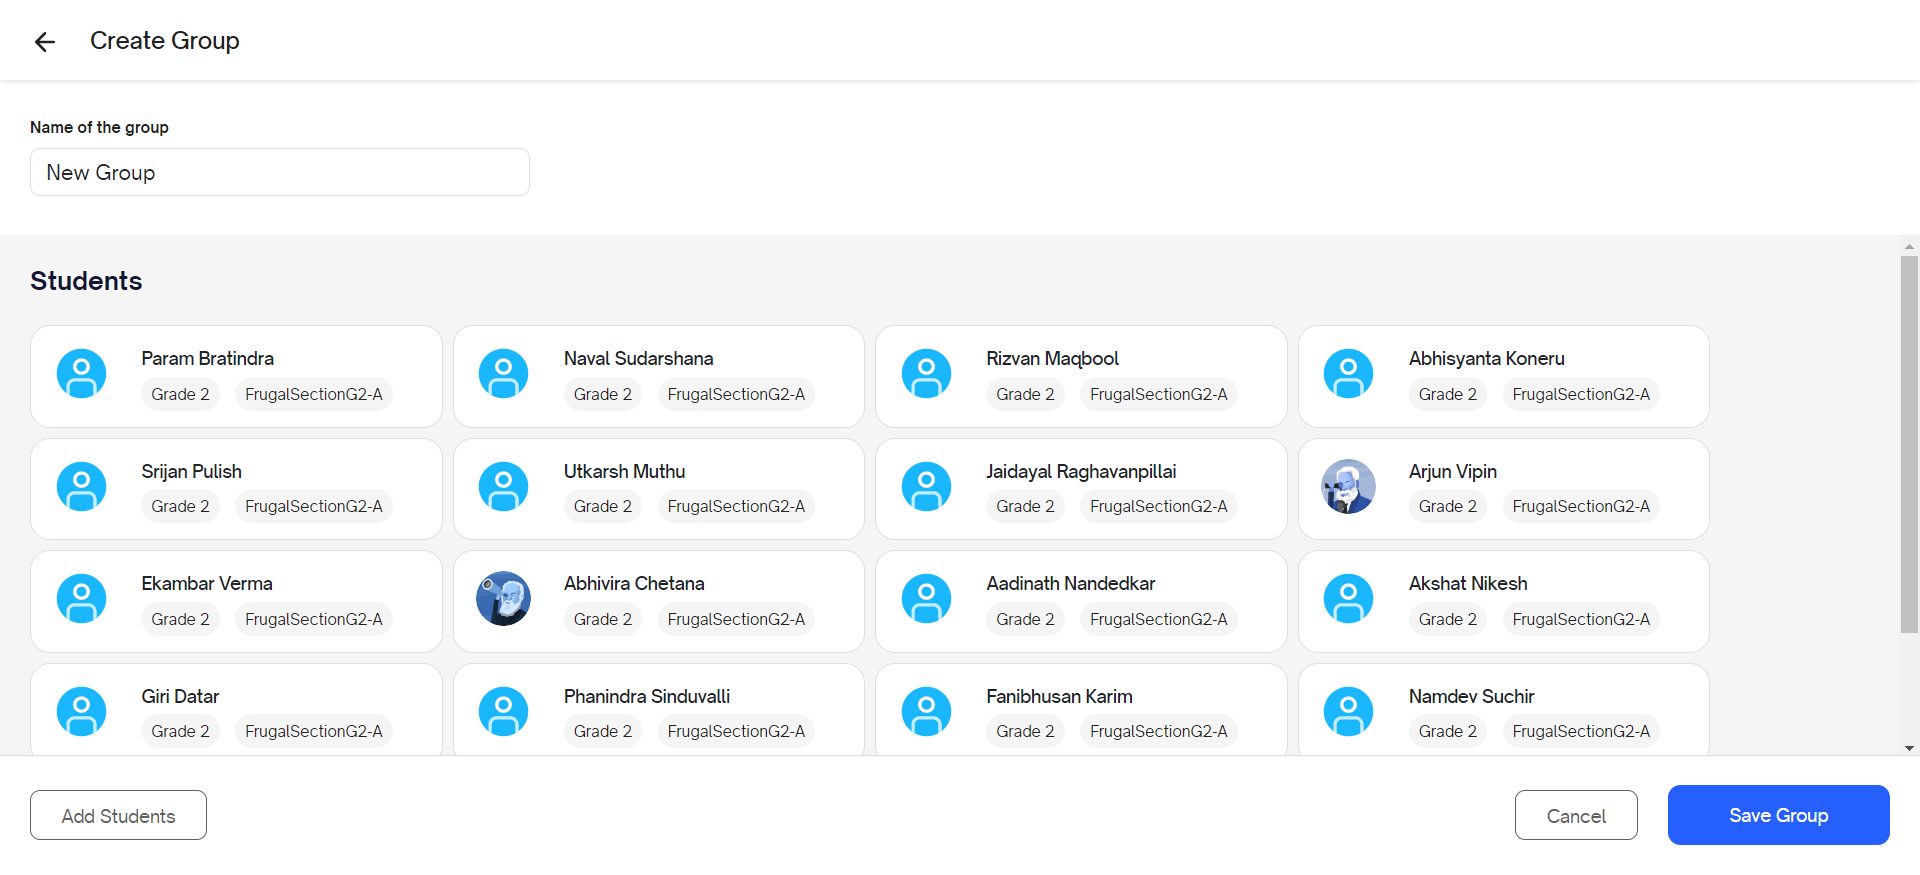 Create Group
Name of the group
New Group
Students
Param Bratindra
Grade 2 FrugalSectionG2-A
Naval Sudarshana
Grade 2 FrugalSectionG2-A
Rizvan Maqbool
Grade 2 FrugalSectionG2-A
Abhisyanta Koneru
Grade 2 FrugalSectionG2-A
Srijan Pulish
Grade 2 FrugalSectionG2-A
Utkarsh Muthu
Grade 2 FrugalSectionG2-A
Jaidayal Raghavanpillai
Grade 2 FrugalSectionG2-A
Arjun Vipin
Grade 2 FrugalSectionG2-A
Ekambar Verma
Grade 2 FrugalSectionG2-A
Abhivira Chetana
Grade 2 FrugalSectionG2-A
Aadinath Nandedkar
Grade 2 FrugalSectionG2-A
Akshat Nikesh
Grade 2 FrugalSectionG2-A
Giri Datar
Grade 2 FrugalSectionG2-A
Phanindra Sinduvalli
Grade 2 FrugalSectionG2-A
Fanibhusan Karim
Grade 2 FrugalSectionG2-A
Namdev Suchir
Grade 2 FrugalSectionG2-A
Add Students
Cancel
Save Group